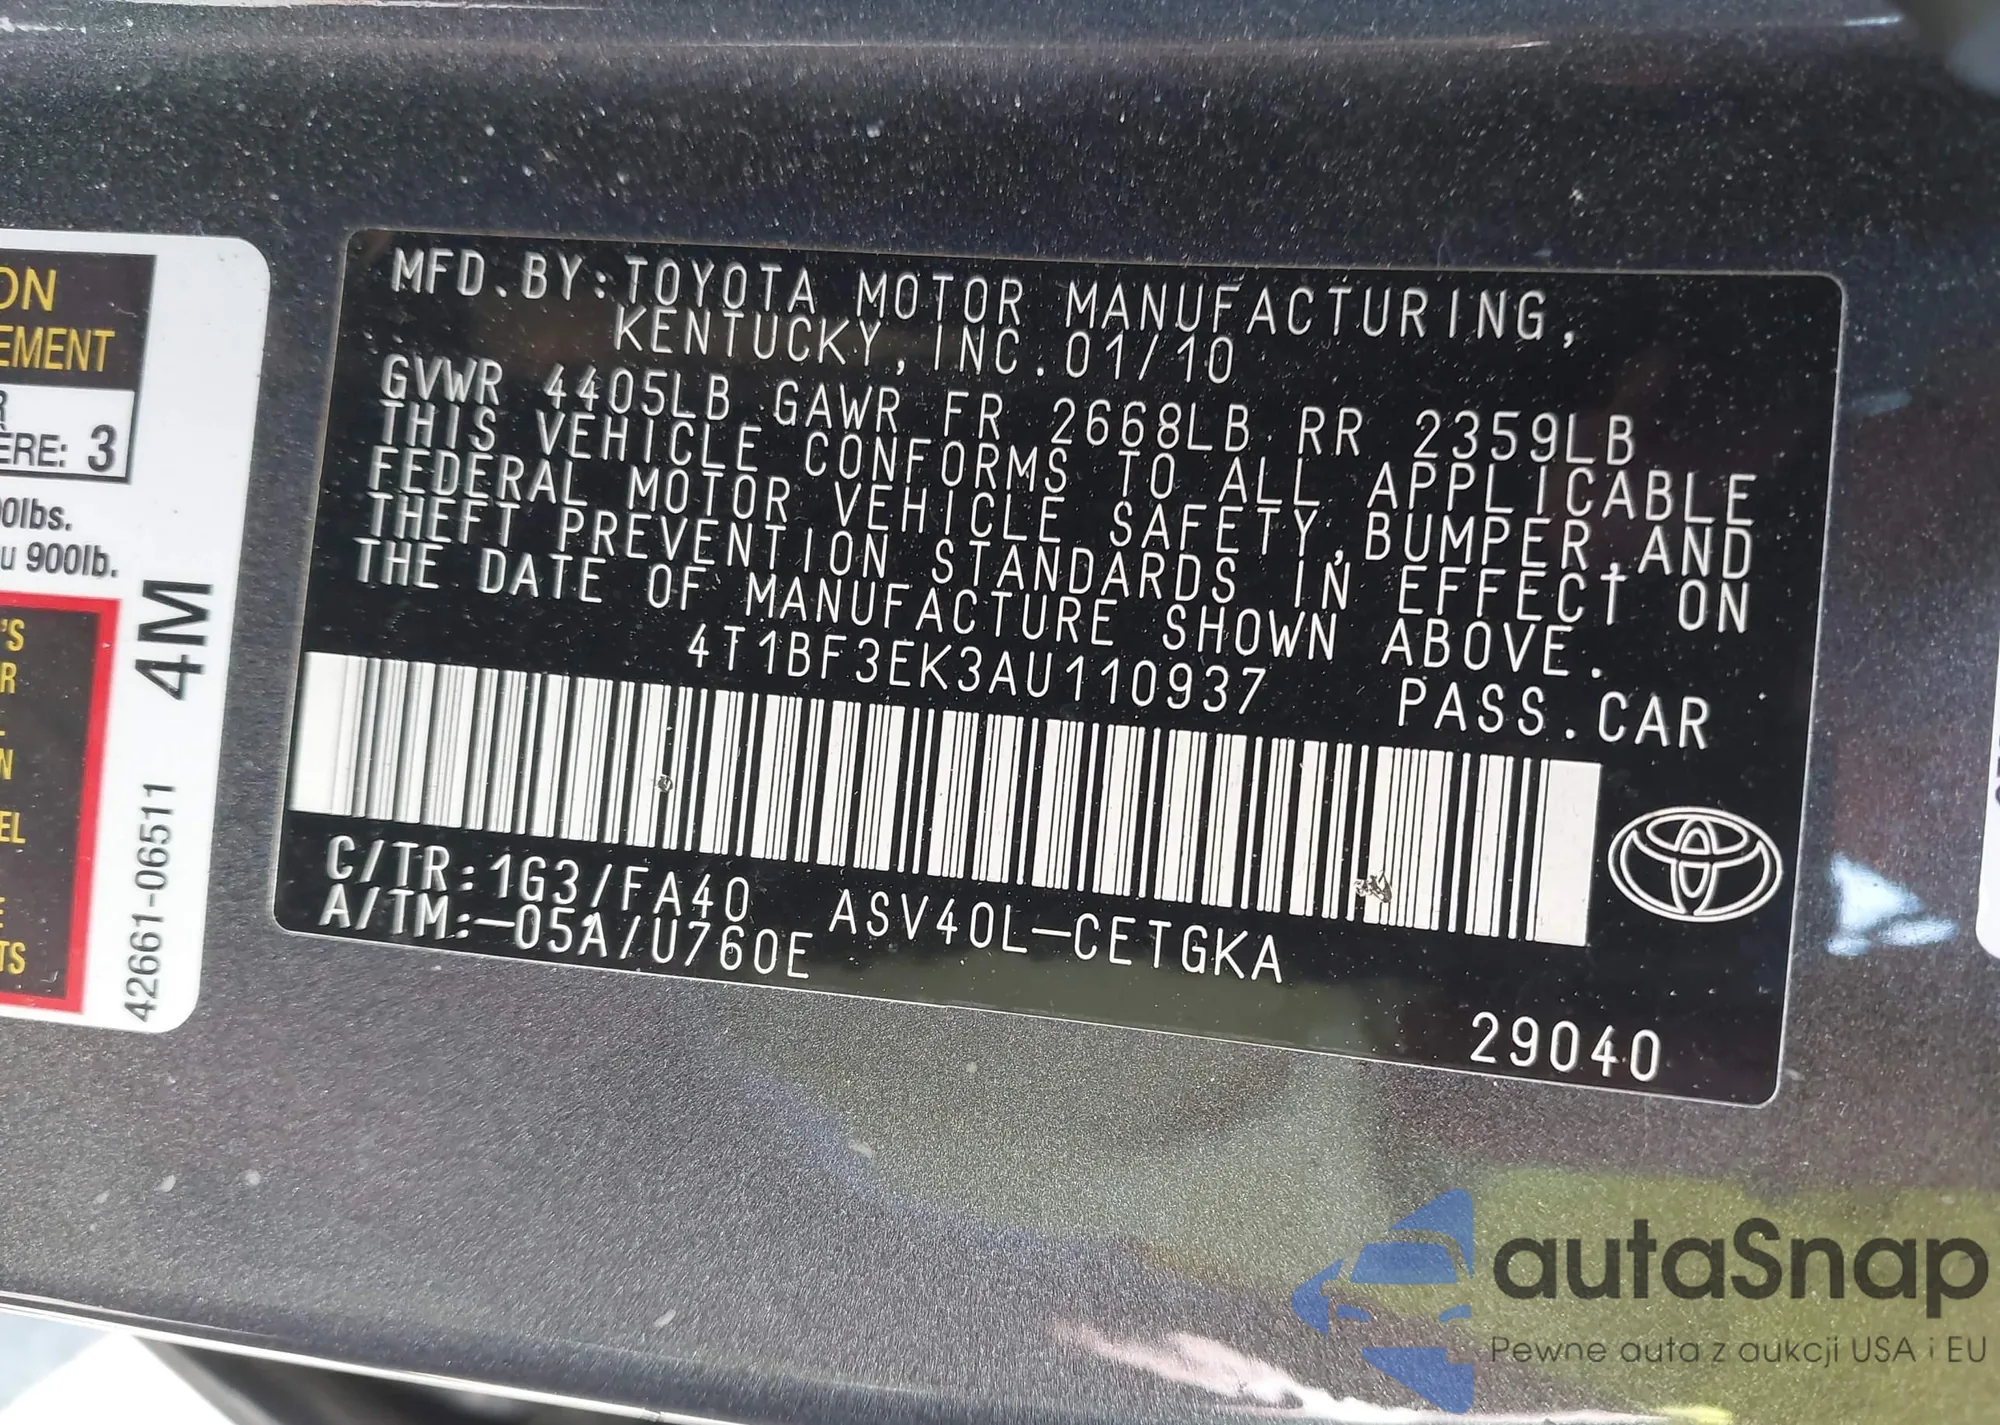 ON
EMENT
R
ERE: 3
0lbs.
u 900lb.
'S
R
N
EL
E
TS
42661-06511 4M
MFD.BY:TOYOTA MOTOR MANUFACTURING,
KENTUCKY,INC.01/10
GVWR 4405LB GAWR FR 2668LB RR 2359LB
THIS VEHICLE CONFORMS TO ALL APPLICABLE
FEDERAL MOTOR VEHICLE SAFETY,BUMPER,AND
THEFT PREVENTION STANDARDS IN EFFECT ON
THE DATE OF MANUFACTURE SHOWN ABOVE.
4T1BF3EK3AU110937 PASS.CAR
C/TR:1G3/FA40 ASV40L-CETGKA
A/TM:-05A/U760E
29040
autaSnap
Pewne auta z aukcji USA i EU